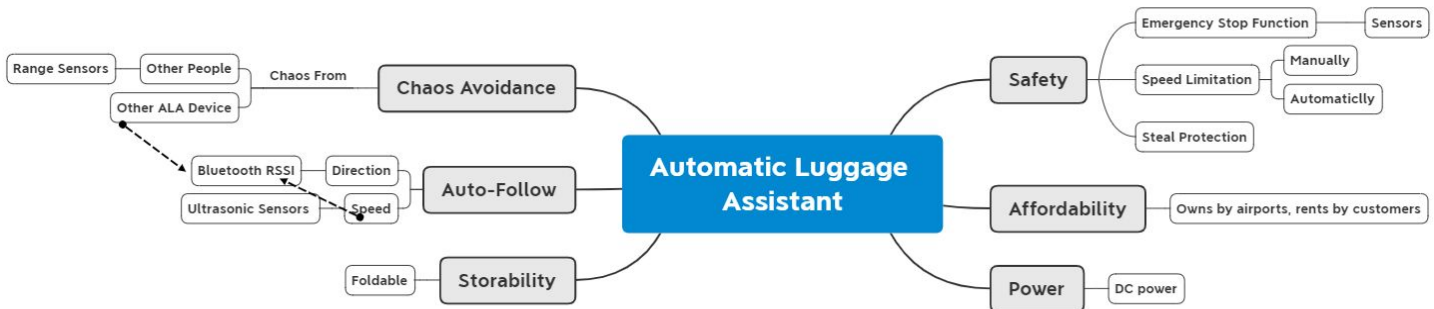 Range Sensors
Other People
Chaos From
Other ALA Device
Chaos Avoidance
Bluetooth RSSI
Direction
Ultrasonic Sensors
Speed
Auto-Follow
Foldable
Storability
Automatic Luggage
Assistant
Safety
Emergency Stop Function
Sensors
Speed Limitation
Manually
Automaticlly
Steal Protection
Affordability
Owns by airports, rents by customers
Power
DC power